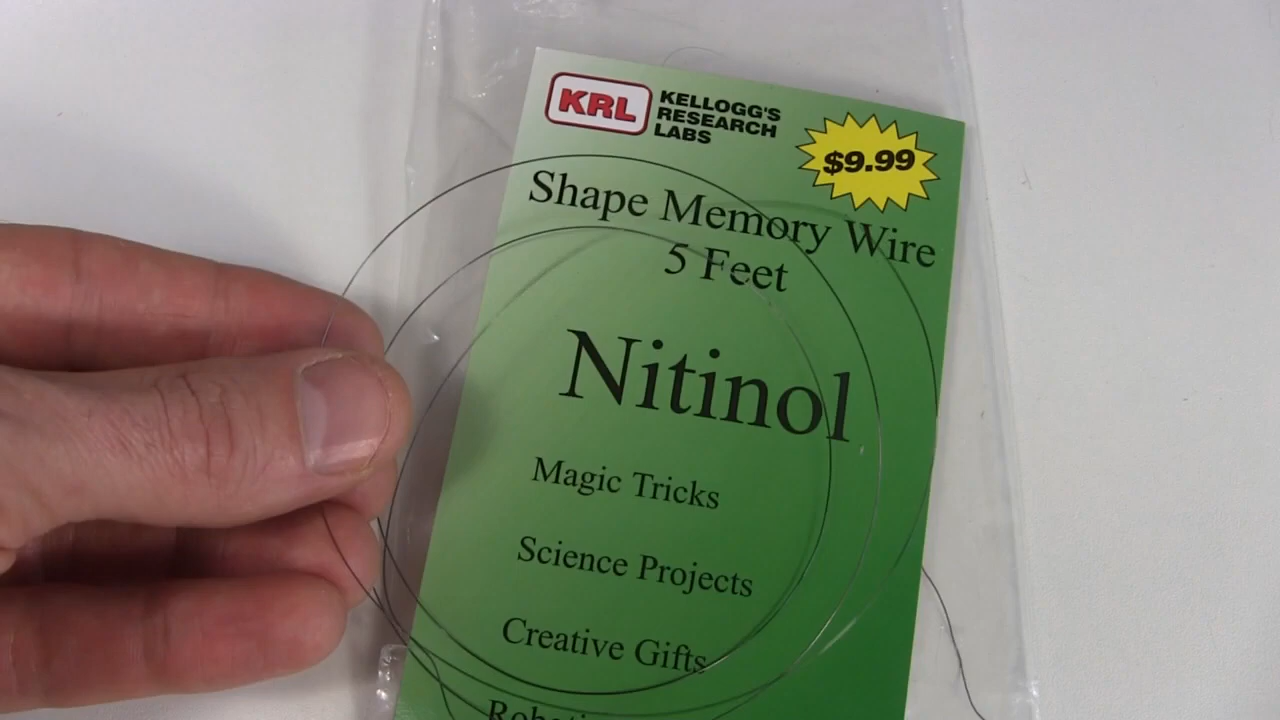 KRL
KELLOGG'S
RESEARCH
LABS
$9.99
Shape Memory Wire
5 Feet
Nitinol
Magic Tricks
Science Projects
Creative Gifts